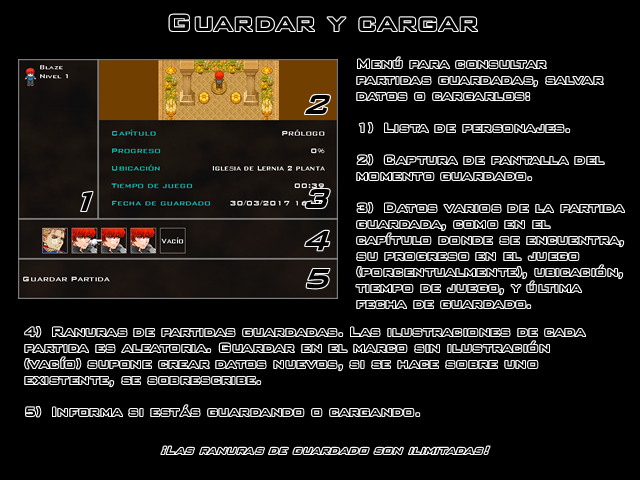 Guardar y cargar
Blaze
Nivel 1
2
Capítulo Prólogo
Progreso 0%
Ubicación Iglesia de Lernia 2 planta
Tiempo de juego 00:39
Fecha de guardado 30/03/2017
1
3
Vacío
4
Guardar Partida
5
Menú para consultar
partidas guardadas, salvar
datos o cargarlos:
1) Lista de personajes.
2) Captura de pantalla del
momento guardado.
3) Datos varios de la partida
guardada, como en el
capítulo donde se encuentra,
su progreso en el juego
(porcentualmente), ubicación,
tiempo de juego, y última
fecha de guardado.
4) Ranuras de partidas guardadas. Las ilustraciones de cada
partida es aleatoria. Guardar en el marco sin ilustración
(vacío) supone crear datos nuevos, si se hace sobre uno
existente, se sobrescribe.
5) Informa si estás guardando o cargando.
¡Las ranuras de guardado son ilimitadas!